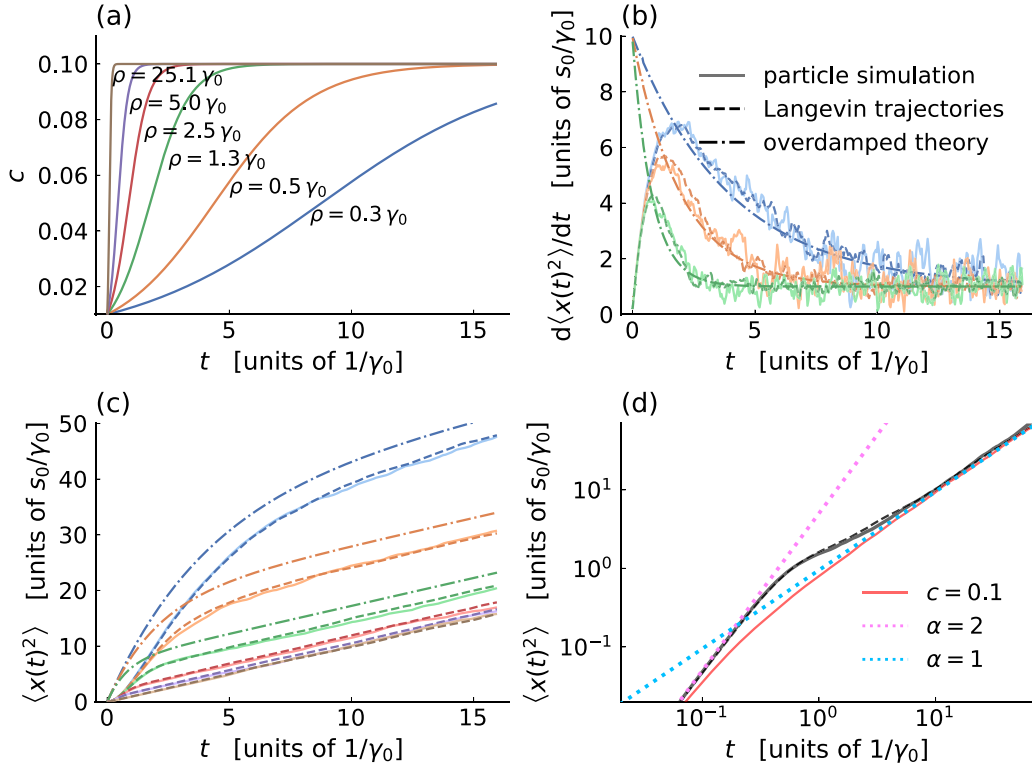 (a)
0.10
0.08
0.06
0.04
0.02
c
ρ = 25.1 γ₀
ρ = 5.0 γ₀
ρ = 2.5 γ₀
ρ = 1.3 γ₀
ρ = 0.5 γ₀
ρ = 0.3 γ₀
0 5 10 15
t [units of 1/γ₀]
(b)
10
8
6
4
2
0
d⟨x(t)²⟩/dt [units of s₀/γ₀]
particle simulation
Langevin trajectories
overdamped theory
0 5 10 15
t [units of 1/γ₀]
(c)
50
40
30
20
10
0
⟨x(t)²⟩ [units of s₀/γ₀]
0 5 10 15
t [units of 1/γ₀]
(d)
10¹
10⁰
10⁻¹
⟨x(t)²⟩ [units of s₀/γ₀]
c = 0.1
α = 2
α = 1
10⁻¹ 10⁰ 10¹
t [units of 1/γ₀]